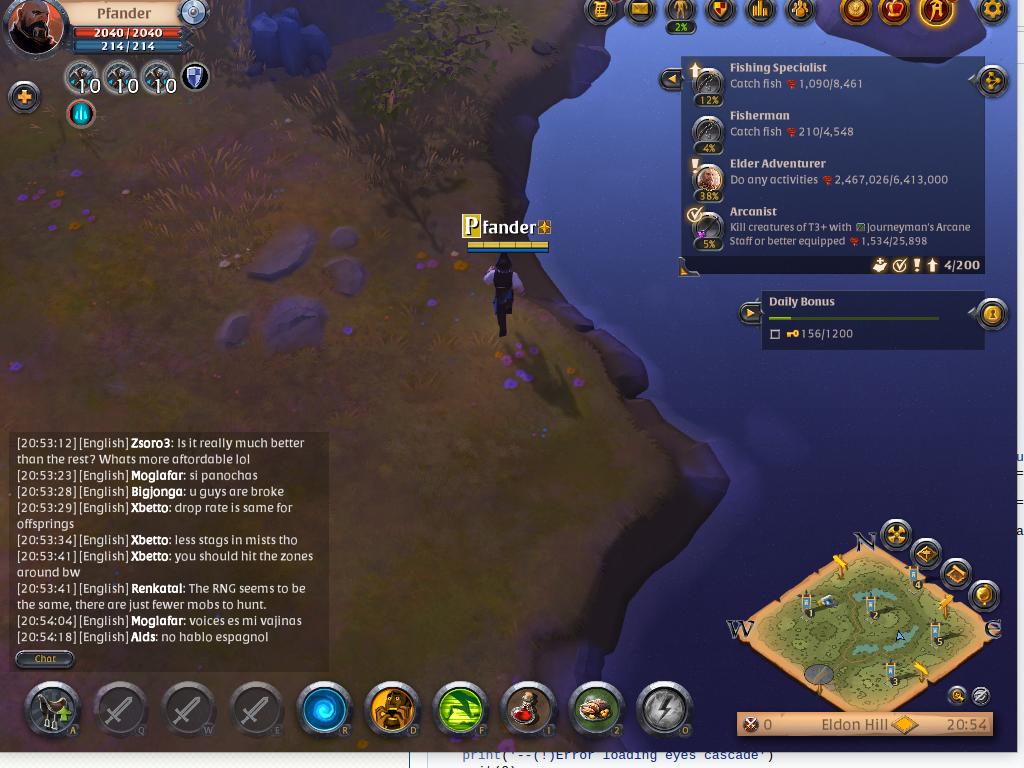 Pfander
2040 / 2040
214 / 214
10 10 10
2%
Fishing Specialist
Catch fish 1,090/8,461
12%
Fisherman
Catch fish 210/4,548
4%
Elder Adventurer
Do any activities 2,467,026/6,413,000
38%
Arcanist
Kill creatures of T3+ with Journeyman's Arcane
Staff or better equipped 1,534/25,898
5%
4/200
Pfander
Daily Bonus
156/1200
[20:53:12] [English] Zsoro3: Is it really much better
than the rest? Whats more aftordable lol
[20:53:23] [English] Moglafar: si panochas
[20:53:28] [English] Bigjonga: u guys are broke
[20:53:29] [English] Xbetto: drop rate is same for
offsprings
[20:53:34] [English] Xbetto: less stags in mists tho
[20:53:41] [English] Xbetto: you should hit the zones
around bw
[20:53:41] [English] Renkatal: The RNG seems to be
the same, there are just fewer mobs to hunt.
[20:54:04] [English] Moglafar: voices es mi vajinas
[20:54:18] [English] Alds: no hablo espagnol
Chat
N
W
E
1
2
3
4
5
A
Q
W
E
R
D
F
1
2
O
0
Eldon Hill
20:54
print('--(!)Error loading eyes cascade')